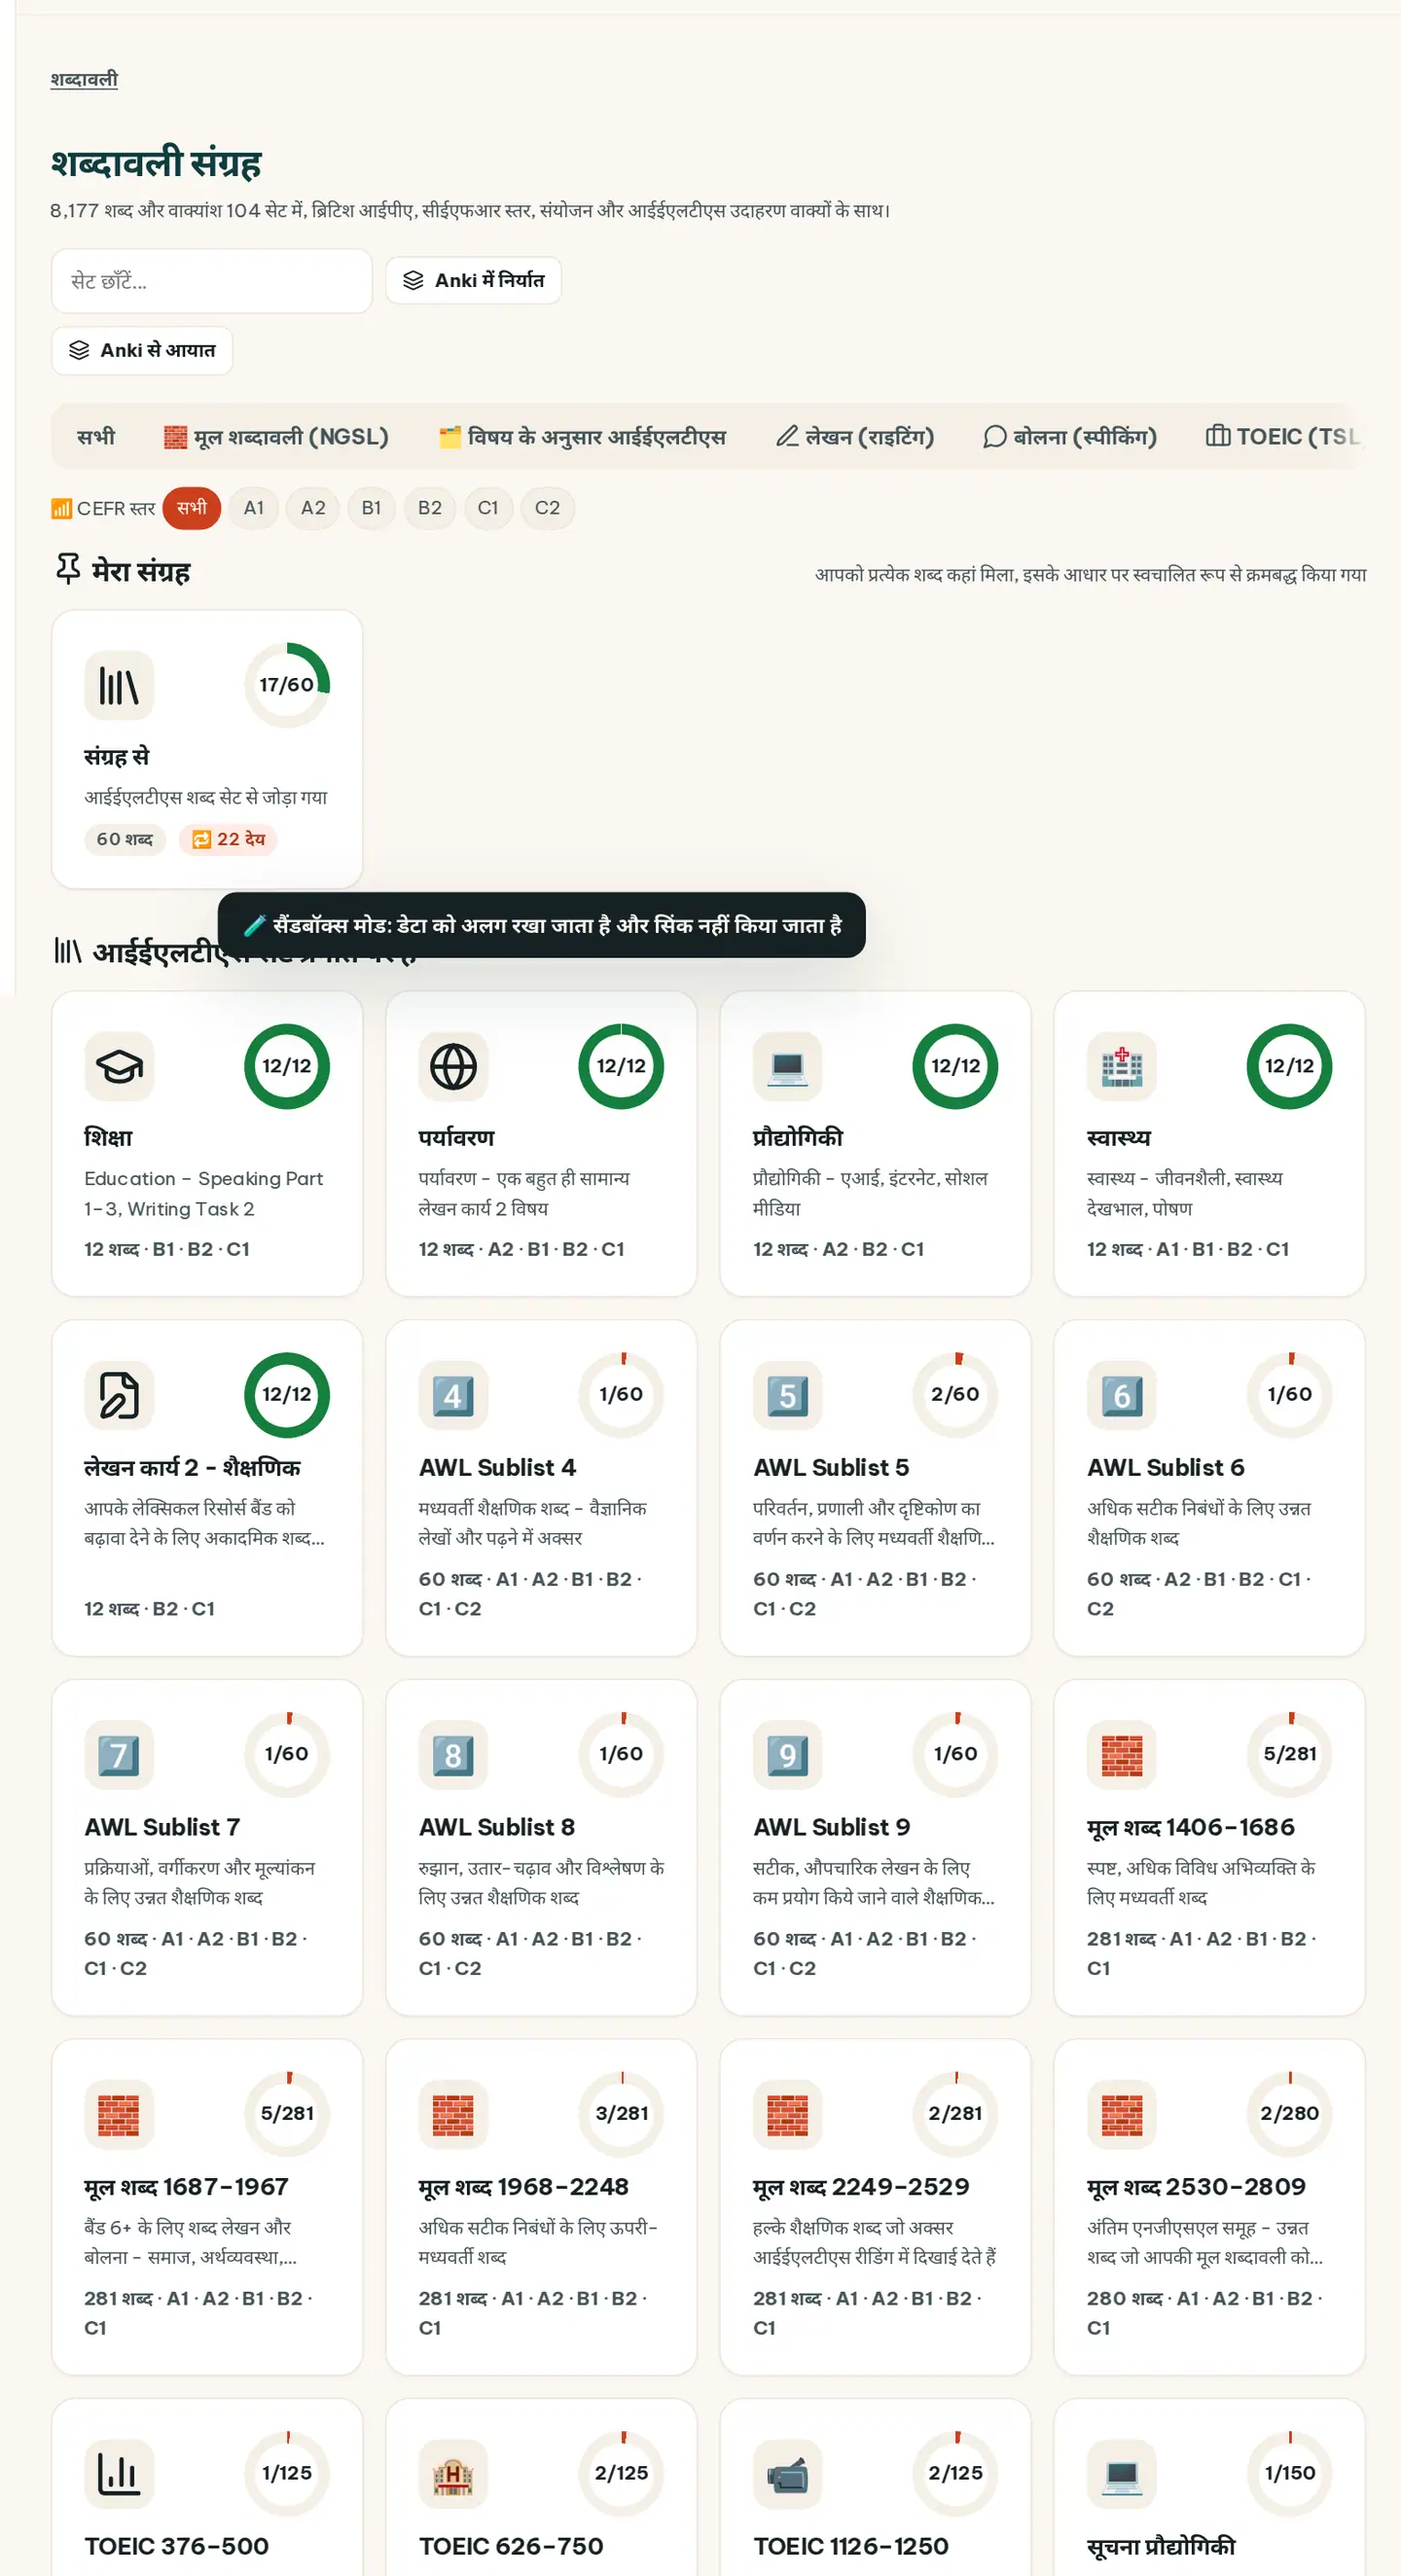 शब्दावली
शब्दावली संग्रह
8,177 शब्द और वाक्यांश 104 सेट में, ब्रिटिश आईपीए, सीईएफआर स्तर, संयोजन और आईईएलटीएस उदाहरण वाक्यों के साथ।
सेट छाँटें...
Anki में निर्यात
Anki से आयात
सभी मूल शब्दावली (NGSL) विषय के अनुसार आईईएलटीएस लेखन (राइटिंग) बोलना (स्पीकिंग) TOEIC (TSL
CEFR स्तर सभी A1 A2 B1 B2 C1 C2
मेरा संग्रह
आपको प्रत्येक शब्द कहां मिला, इसके आधार पर स्वचालित रूप से क्रमबद्ध किया गया
17/60
संग्रह से
आईईएलटीएस शब्द सेट से जोड़ा गया
60 शब्द 22 देय
सैंडबॉक्स मोड: डेटा को अलग रखा जाता है और सिंक नहीं किया जाता है
12/12
शिक्षा
Education – Speaking Part
1–3, Writing Task 2
12 शब्द · B1 · B2 · C1
12/12
पर्यावरण
पर्यावरण – एक बहुत ही सामान्य
लेखन कार्य 2 विषय
12 शब्द · A2 · B1 · B2 · C1
12/12
प्रौद्योगिकी
प्रौद्योगिकी – एआई, इंटरनेट, सोशल
मीडिया
12 शब्द · A2 · B2 · C1
12/12
स्वास्थ्य
स्वास्थ्य – जीवनशैली, स्वास्थ्य
देखभाल, पोषण
12 शब्द · A1 · B1 · B2 · C1
12/12
लेखन कार्य 2 – शैक्षणिक
आपके लेक्सिकल रिसोर्स बैंड को
बढ़ावा देने के लिए अकादमिक शब्द...
12 शब्द · B2 · C1
4
1/60
AWL Sublist 4
मध्यवर्ती शैक्षणिक शब्द – वैज्ञानिक
लेखों और पढ़ने में अक्सर
60 शब्द · A1 · A2 · B1 · B2 ·
C1 · C2
5
2/60
AWL Sublist 5
परिवर्तन, प्रणाली और दृष्टिकोण का
वर्णन करने के लिए मध्यवर्ती शैक्षणि...
60 शब्द · A1 · A2 · B1 · B2 ·
C1 · C2
6
1/60
AWL Sublist 6
अधिक सटीक निबंधों के लिए उन्नत
शैक्षणिक शब्द
60 शब्द · A2 · B1 · B2 · C1 ·
C2
7
1/60
AWL Sublist 7
प्रक्रियाओं, वर्गीकरण और मूल्यांकन
के लिए उन्नत शैक्षणिक शब्द
60 शब्द · A1 · A2 · B1 · B2 ·
C1 · C2
8
1/60
AWL Sublist 8
रुझान, उतार-चढ़ाव और विश्लेषण के
लिए उन्नत शैक्षणिक शब्द
60 शब्द · A1 · A2 · B1 · B2 ·
C1 · C2
9
1/60
AWL Sublist 9
सटीक, औपचारिक लेखन के लिए
कम प्रयोग किये जाने वाले शैक्षणिक...
60 शब्द · A1 · A2 · B1 · B2 ·
C1 · C2
5/281
मूल शब्द 1406–1686
स्पष्ट, अधिक विविध अभिव्यक्ति के
लिए मध्यवर्ती शब्द
281 शब्द · A1 · A2 · B1 · B2 ·
C1
5/281
मूल शब्द 1687–1967
बैंड 6+ के लिए शब्द लेखन और
बोलना – समाज, अर्थव्यवस्था,...
281 शब्द · A1 · A2 · B1 · B2 ·
C1
3/281
मूल शब्द 1968–2248
अधिक सटीक निबंधों के लिए ऊपरी-
मध्यवर्ती शब्द
281 शब्द · A1 · A2 · B1 · B2 ·
C1
2/281
मूल शब्द 2249–2529
हल्के शैक्षणिक शब्द जो अक्सर
आईईएलटीएस रीडिंग में दिखाई देते हैं
281 शब्द · A1 · A2 · B1 · B2 ·
C1
2/280
मूल शब्द 2530–2809
अंतिम एनजीएसएल समूह – उन्नत
शब्द जो आपकी मूल शब्दावली को...
280 शब्द · A1 · A2 · B1 · B2 ·
C1
1/125
TOEIC 376–500
H
2/125
TOEIC 626–750
2/125
TOEIC 1126–1250
1/150
सूचना प्रौद्योगिकी